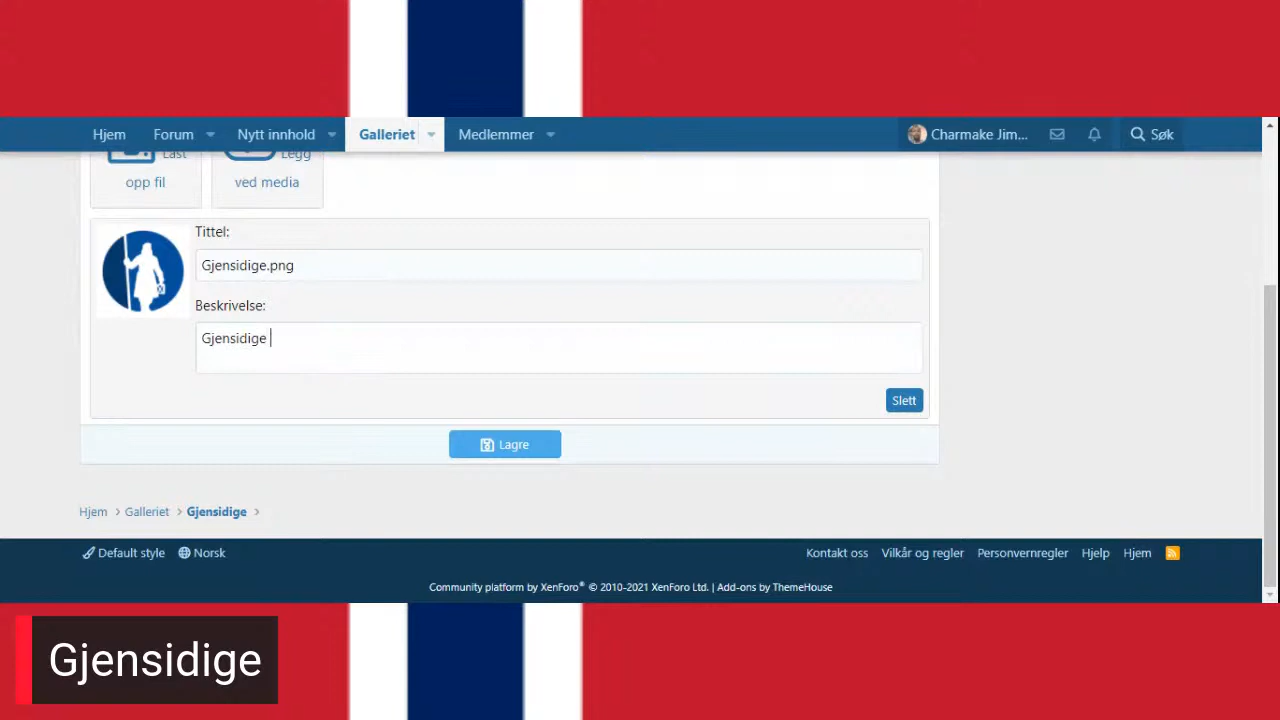 Hjem Forum Nytt innhold Galleriet Medlemmer Charmake Jim... Søk
Last opp fil
Legg ved media
Tittel:
Gjensidige.png
Beskrivelse:
Gjensidige
Slett
Lagre
Hjem > Galleriet > Gjensidige >
Default style Norsk Kontakt oss Vilkår og regler Personvernregler Hjelp Hjem
Community platform by XenForo® © 2010-2021 XenForo Ltd. | Add-ons by ThemeHouse
Gjensidige